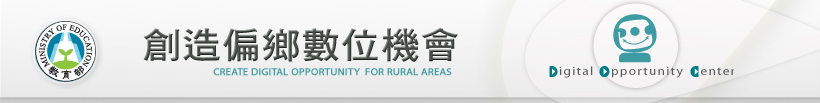 MINISTRY OF EDUCATION
教育部
創造偏鄉數位機會
CREATE DIGITAL OPPORTUNITY FOR RURAL AREAS
Digital Opportunity Center